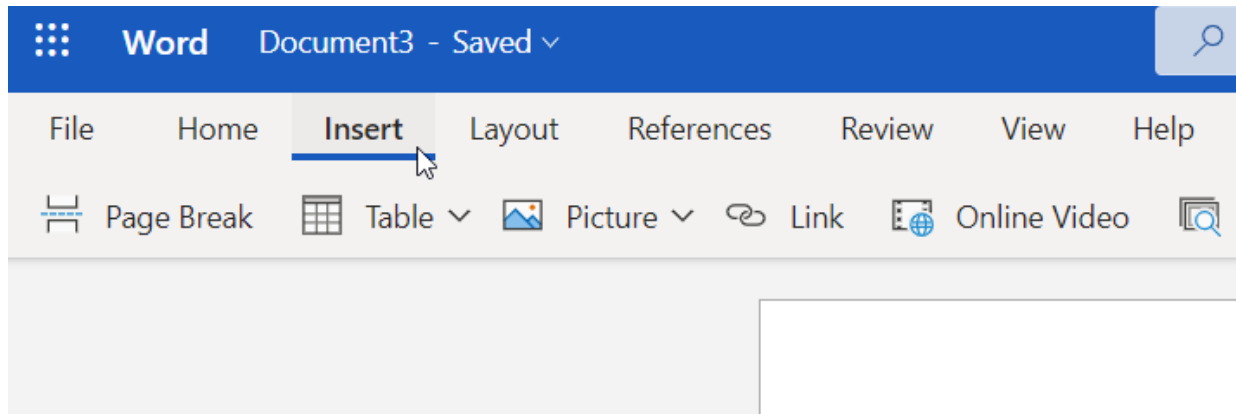 Word Document3 - Saved
File Home Insert Layout References Review View Help
Page Break Table Picture Link Online Video